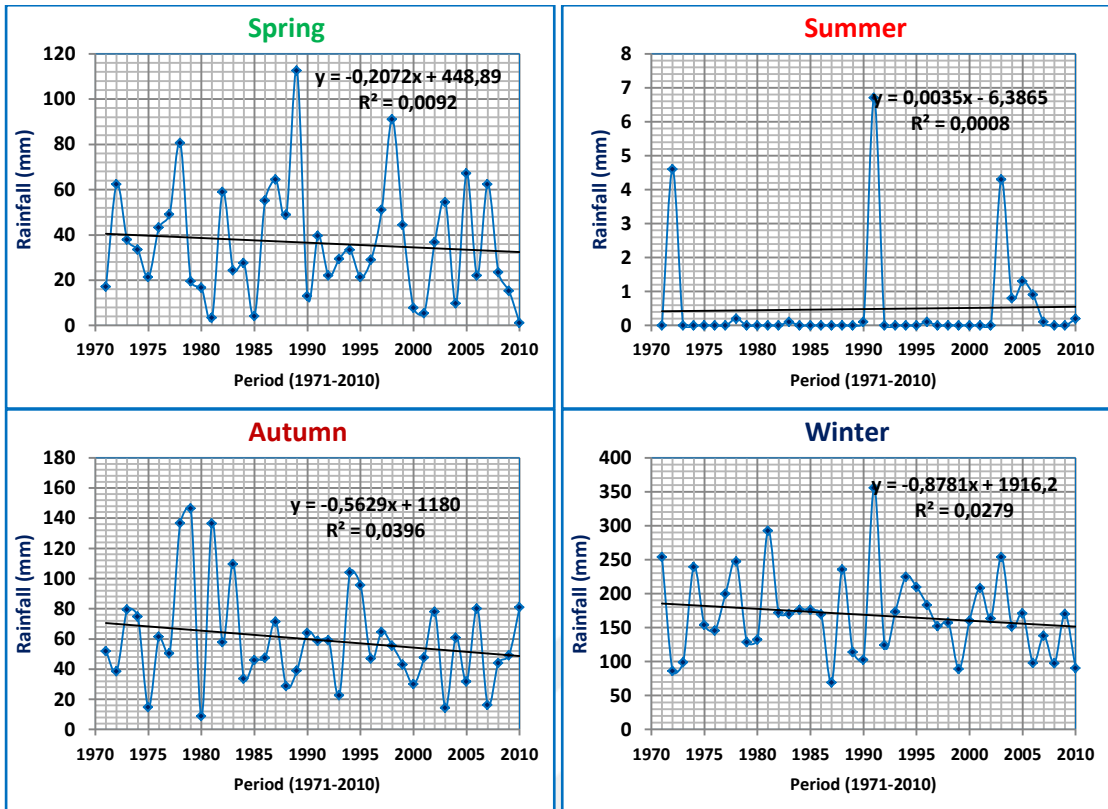 Spring
120
100
80
60
40
20
0
Rainfall (mm)
y = -0,2072x + 448,89
R² = 0,0092
1970 1975 1980 1985 1990 1995 2000 2005 2010
Period (1971-2010)
Summer
8
7
6
5
4
3
2
1
0
Rainfall (mm)
y = 0,0035x - 6,3865
R² = 0,0008
1970 1975 1980 1985 1990 1995 2000 2005 2010
Period (1971-2010)
Autumn
180
160
140
120
100
80
60
40
20
0
Rainfall (mm)
y = -0,5629x + 1180
R² = 0,0396
1970 1975 1980 1985 1990 1995 2000 2005 2010
Period (1971-2010)
Winter
400
350
300
250
200
150
100
50
0
Rainfall (mm)
y = -0,8781x + 1916,2
R² = 0,0279
1970 1975 1980 1985 1990 1995 2000 2005 2010
Period (1971-2010)